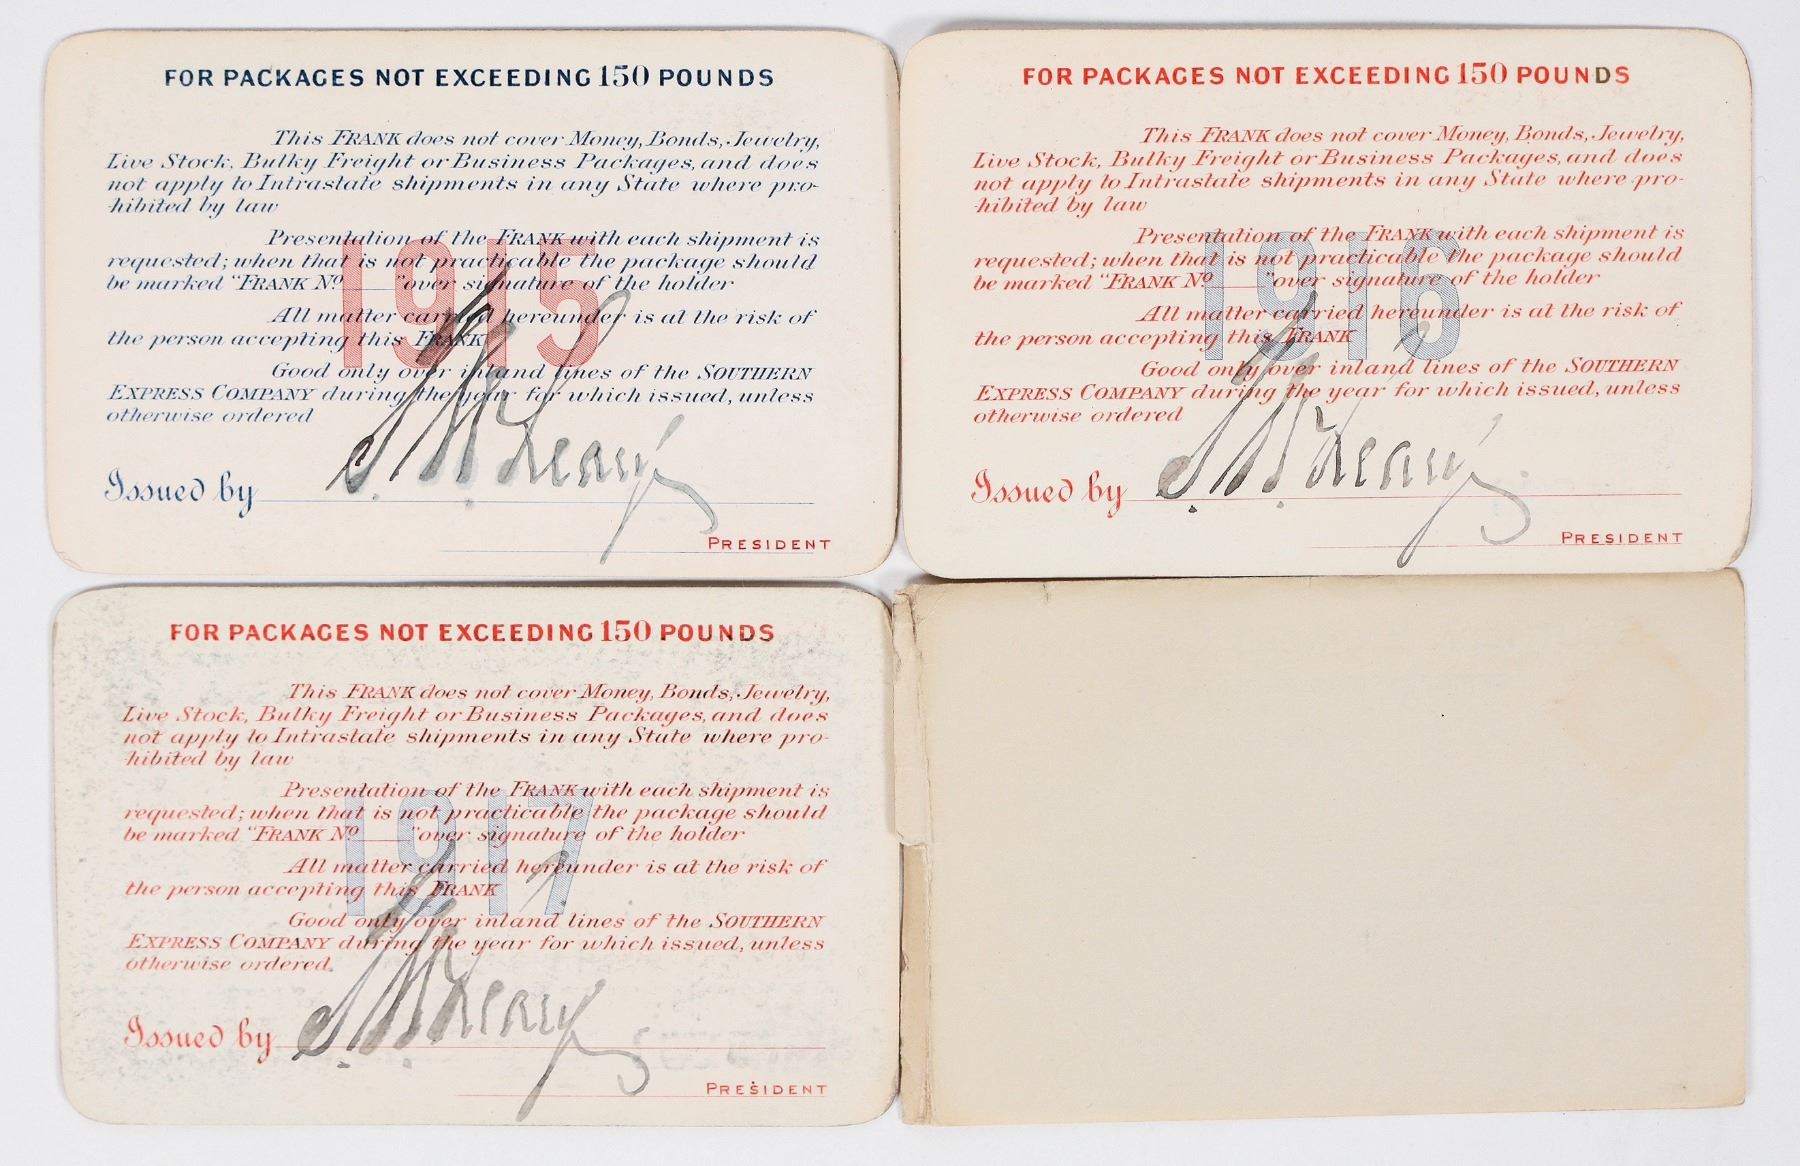 FOR PACKAGES NOT EXCEEDING 150 POUNDS
This FRANK does not cover Money, Bonds, Jewelry,
Live Stock, Bulky Freight or Business Packages, and does
not apply to Intrastate shipments in any State where pro-
hibited by law
Presentation of the FRANK with each shipment is
requested; when that is not practicable the package should
be marked "FRANK No ____ "over signature of the holder
1915
All matter carried hereunder is at the risk of
the person accepting this FRANK
Good only over inland lines of the SOUTHERN
EXPRESS COMPANY during the year for which issued, unless
otherwise ordered
Issued by
PRESIDENT
FOR PACKAGES NOT EXCEEDING 150 POUNDS
This FRANK does not cover Money, Bonds, Jewelry,
Live Stock, Bulky Freight or Business Packages, and does
not apply to Intrastate shipments in any State where pro-
hibited by law
Presentation of the FRANK with each shipment is
requested; when that is not practicable the package should
be marked "FRANK No ____ "over signature of the holder
1916
All matter carried hereunder is at the risk of
the person accepting this FRANK
Good only over inland lines of the SOUTHERN
EXPRESS COMPANY during the year for which issued, unless
otherwise ordered
Issued by
PRESIDENT
FOR PACKAGES NOT EXCEEDING 150 POUNDS
This FRANK does not cover Money, Bonds, Jewelry,
Live Stock, Bulky Freight or Business Packages, and does
not apply to Intrastate shipments in any State where pro-
hibited by law
Presentation of the FRANK with each shipment is
requested; when that is not practicable the package should
be marked "FRANK No ____ "over signature of the holder
1917
All matter carried hereunder is at the risk of
the person accepting this FRANK
Good only over inland lines of the SOUTHERN
EXPRESS COMPANY during the year for which issued, unless
otherwise ordered.
Issued by
PRESIDENT